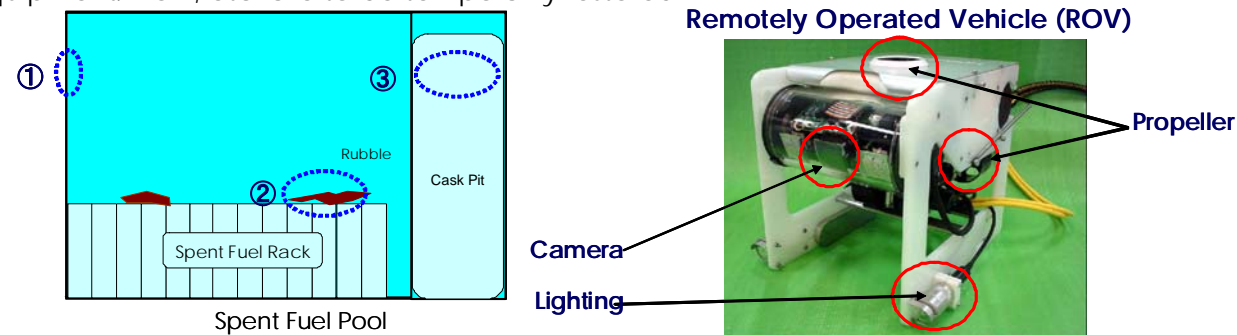 Remotely Operated Vehicle (ROV)
①
③
Propeller
Rubble
②
Cask Pit
Spent Fuel Rack
Camera
Lighting
Spent Fuel Pool